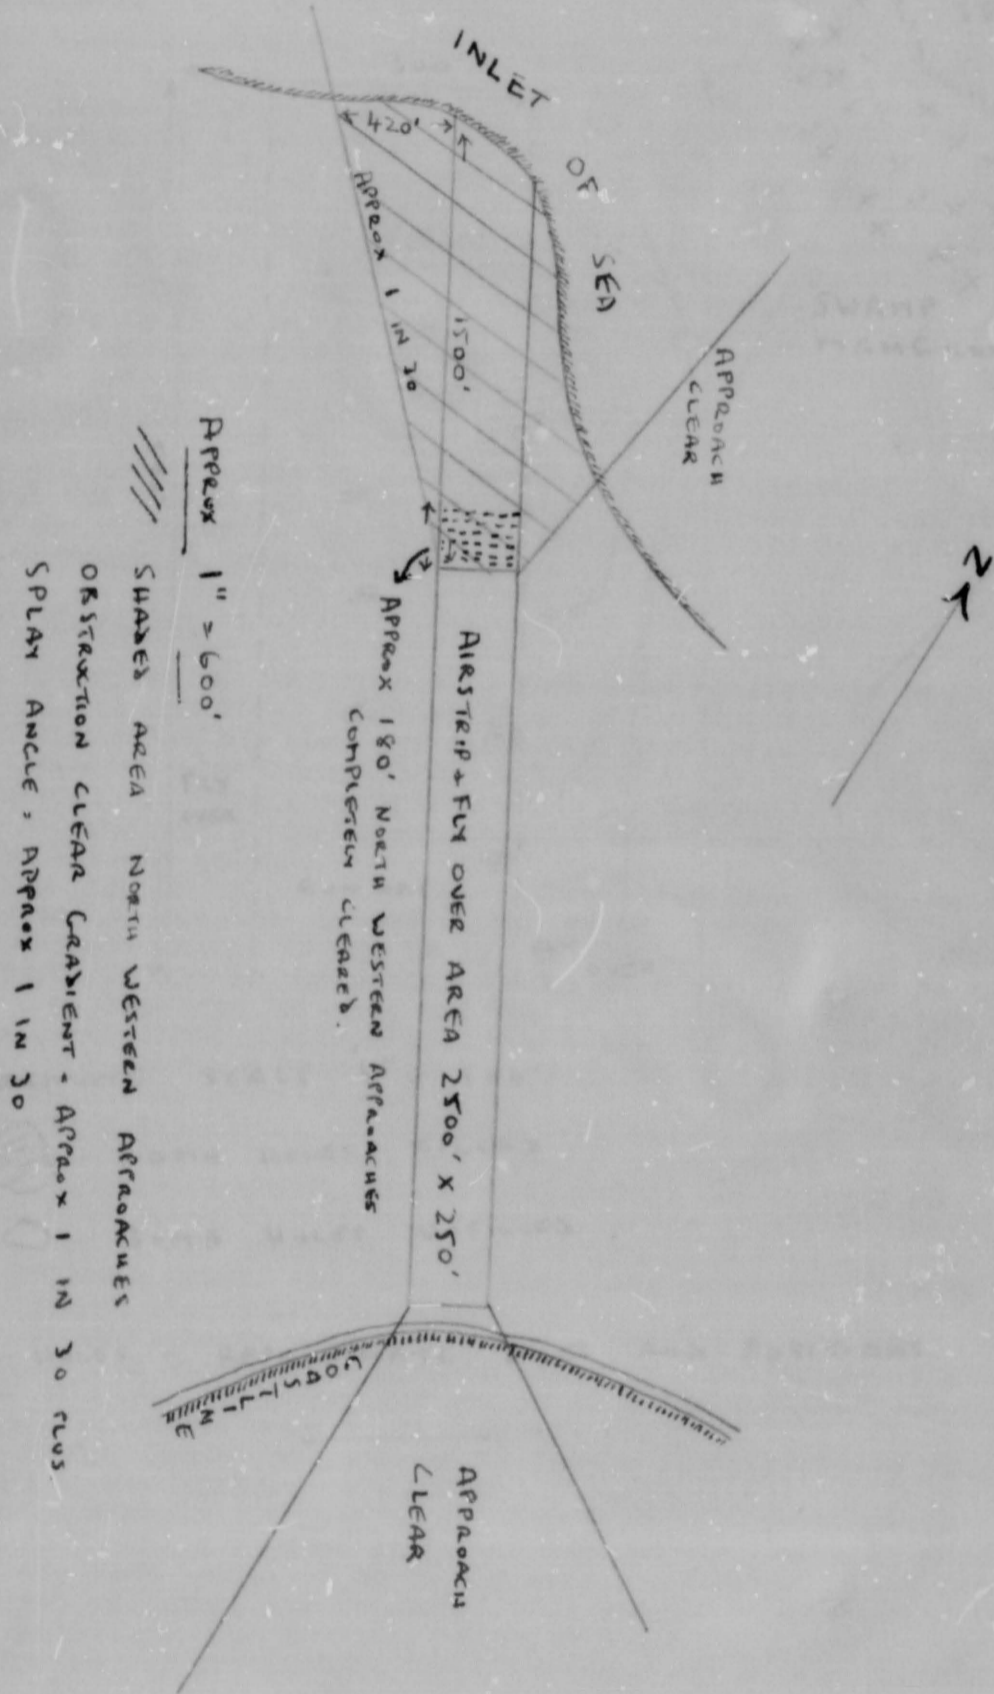 INLET
OF
SEA
420'
APPROX 1 IN 30
1500'
APPROACH
CLEAR
N
AIRSTRIP + FLY OVER AREA 2500' X 250'
APPROX 180' NORTH WESTERN APPROACHES
COMPLETELY CLEARED.
COASTLINE
APPROACH
CLEAR
APPROX 1" = 600'
SHADED AREA NORTH WESTERN APPROACHES
OBSTRUCTION CLEAR GRADIENT - APPROX 1 IN 30 PLUS
SPLAY ANGLE = APPROX 1 IN 30
SWAMP